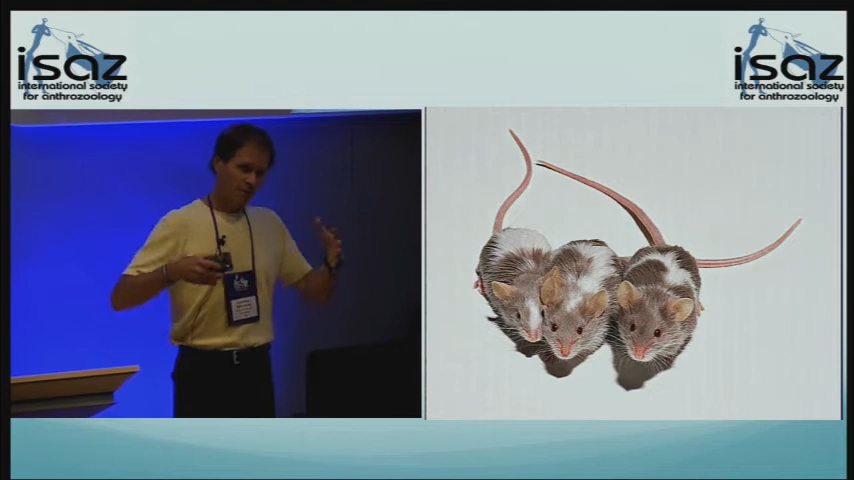 isaz
international society
for anthrozoology
isaz
international society
for anthrozoology